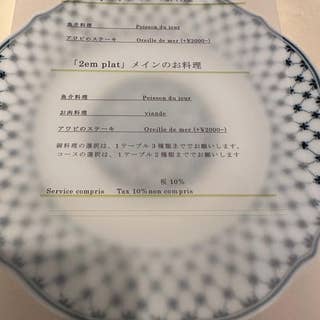 魚介料理 Poisson du jour
アワビのステーキ Oreille de mer (+¥2000~)
「2em plat」メインのお料理
魚介料理 Poisson du jour
お肉料理 viande
アワビのステーキ Oreille de mer (+¥2000~)
御料理の選択は、1テーブル3種類まででお願いします。
コースの選択は、1テーブル2種類まででお願いします
税 10%
Service compris Tax 10% non compris